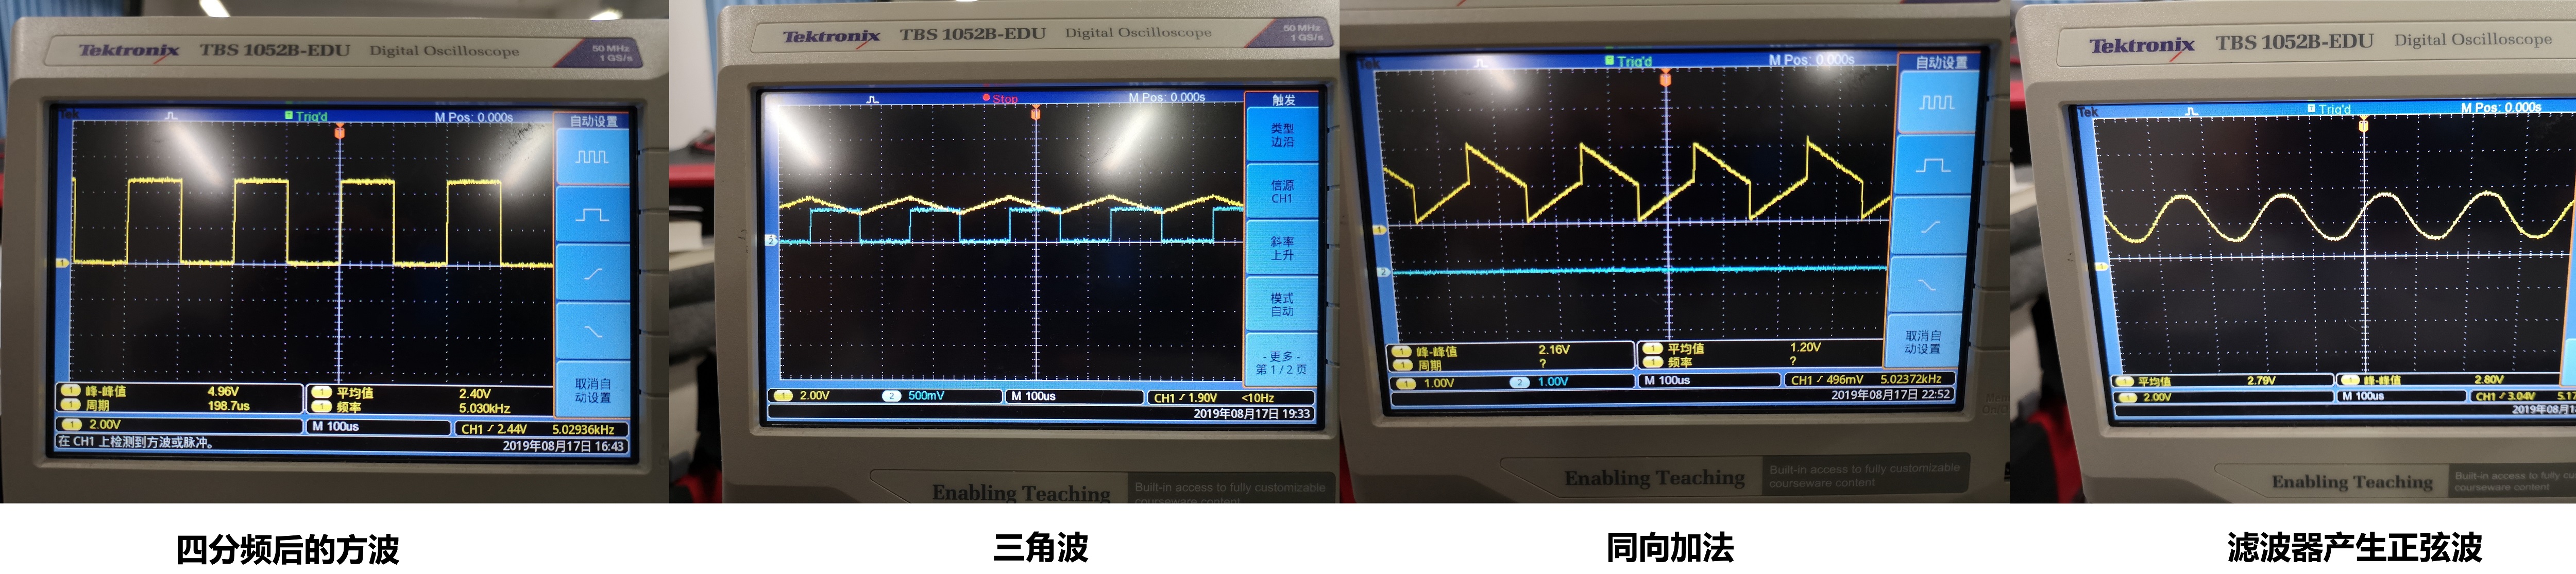 Tektronix TBS 1052B-EDU Digital Oscilloscope 50 MHz 1 GS/s
Tek Trig'd M Pos: 0.000s 自动设置
取消自
动设置
1 峰-峰值 4.96V 1 平均值 2.40V
1 周期 198.7us 1 频率 5.030kHz
1 2.00V M 100us CH1 / 2.44V 5.02936kHz
在 CH1 上检测到方波或脉冲。 2019年08月17日 16:43
四分频后的方波
Tektronix TBS 1052B-EDU Digital Oscilloscope 50 MHz 1 GS/s
Stop M Pos: 0.000s 触发
类型
边沿
信源
CH1
斜率
上升
模式
自动
- 更多 -
第 1 / 2 页
2
1 2.00V 2 500mV M 100us CH1 / 1.90V <10Hz
2019年08月17日 19:33
Enabling Teaching Built-in access to fully customizable
courseware content
三角波
Tek Trig'd M Pos: 0.000s 自动设置
取消自
动设置
1
2
1 峰-峰值 2.16V 1 平均值 1.20V
1 周期 ? 1 频率 ?
1 1.00V 2 1.00V M 100us CH1 / 496mV 5.02372kHz
2019年08月17日 22:52
Enabling Teaching Built-in access to fully customizable
courseware content
同向加法
Tektronix TBS 1052B-EDU Digital Oscilloscope
Tek Trig'd M Pos: 0.000s
1
1 平均值 2.79V 1 峰-峰值 2.80V
1 2.00V M 100us CH1 / 3.04V 5.17
2019年08月1
Enabling Teaching Built-in access to fully
courseware content
滤波器产生正弦波